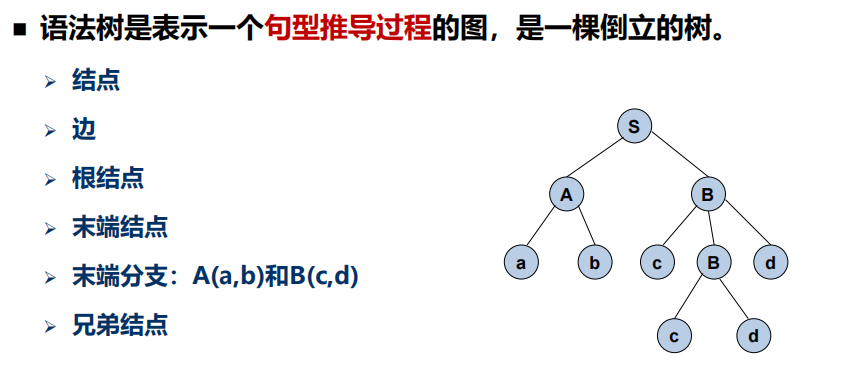 语法树是表示一个句型推导过程的图，是一棵倒立的树。
结点
边
根结点
末端结点
末端分支：A(a,b)和B(c,d)
兄弟结点
S
A B
a b c B d
c d